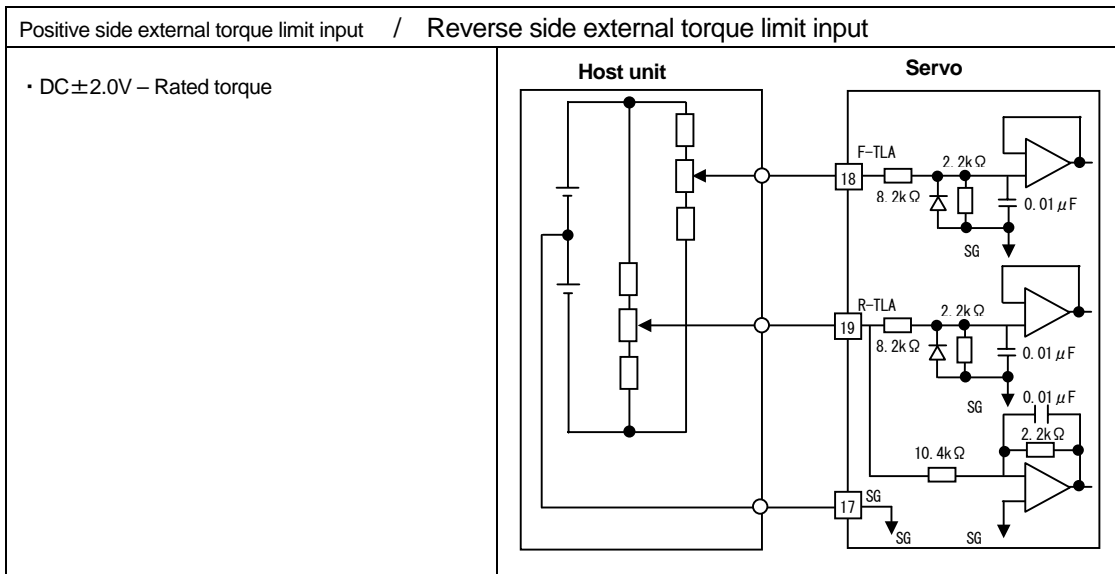 Positive side external torque limit input / Reverse side external torque limit input
・DC±2.0V – Rated torque
Host unit
Servo
F-TLA
18
8.2kΩ
2.2kΩ
0.01μF
SG
R-TLA
19
8.2kΩ
2.2kΩ
0.01μF
SG
0.01μF
2.2kΩ
10.4kΩ
17
SG
SG
SG